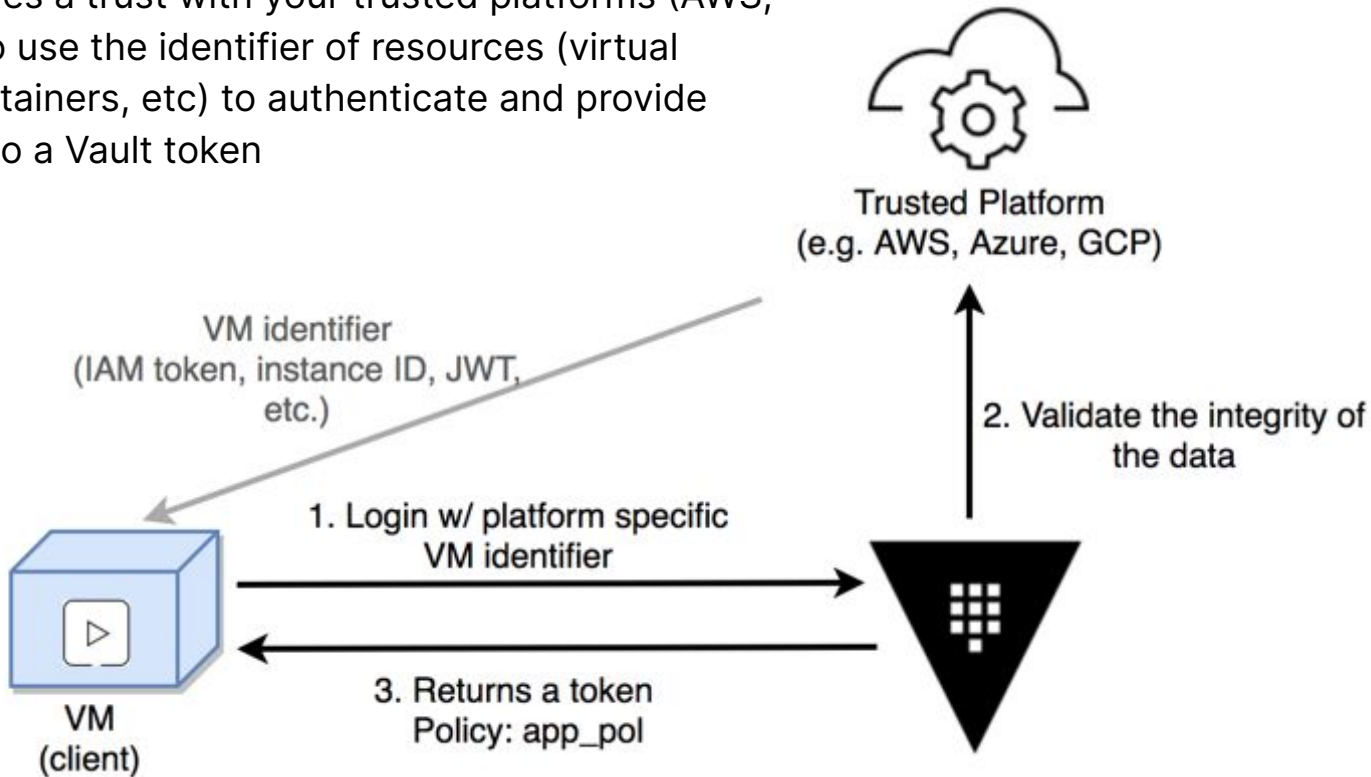 es a trust with your trusted platforms (AWS,
o use the identifier of resources (virtual
tainers, etc) to authenticate and provide
o a Vault token
Trusted Platform
(e.g. AWS, Azure, GCP)
VM identifier
(IAM token, instance ID, JWT,
etc.)
2. Validate the integrity of
the data
1. Login w/ platform specific
VM identifier
3. Returns a token
Policy: app_pol
VM
(client)